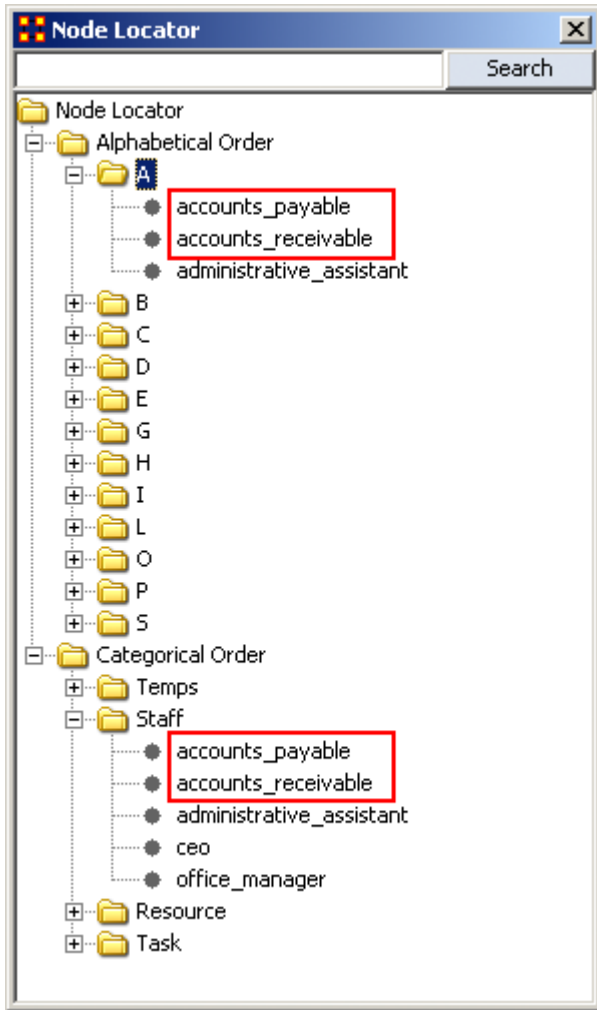 Node Locator
Search
Node Locator
Alphabetical Order
A
accounts_payable
accounts_receivable
administrative_assistant
B
C
D
E
G
H
I
L
O
P
S
Categorical Order
Temps
Staff
accounts_payable
accounts_receivable
administrative_assistant
ceo
office_manager
Resource
Task